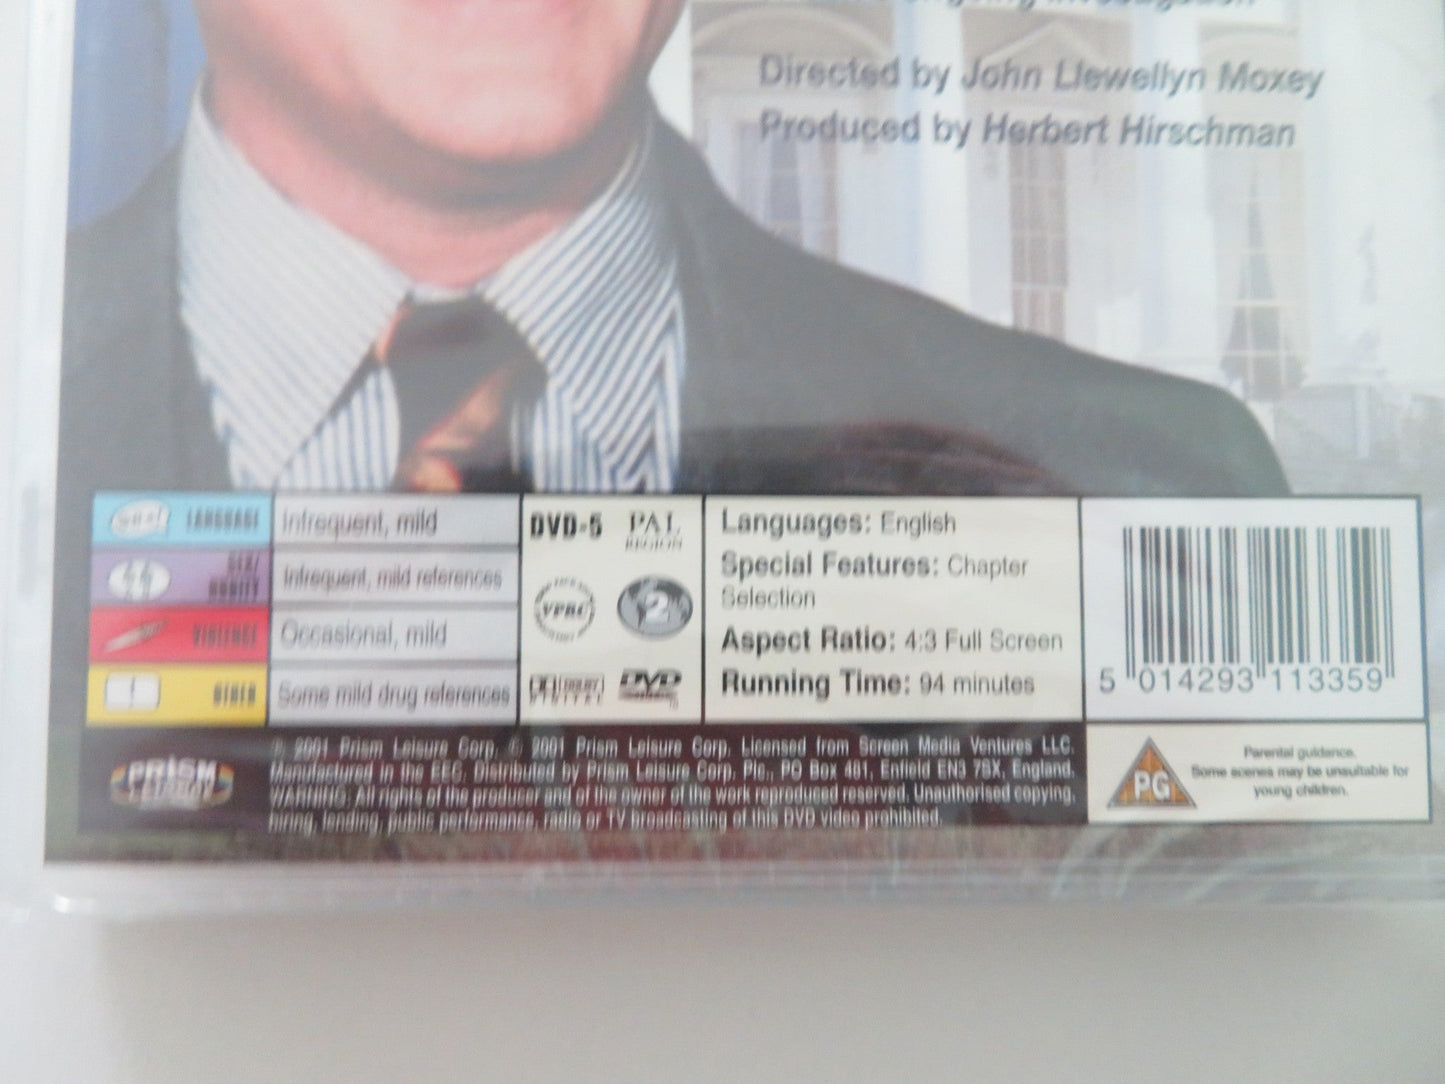 Directed by John Llewellyn Moxey
Produced by Herbert Hirschman
LANGUAGE Infrequent, mild
SEX/
NUDITY Infrequent, mild references
VIOLENCE Occasional, mild
OTHER Some mild drug references
DVD-5 PAL
REGION
VPRC 2
DOLBY
DIGITAL DVD
Languages: English
Special Features: Chapter
Selection
Aspect Ratio: 4:3 Full Screen
Running Time: 94 minutes
5 014293 113359
PRISM
LEISURE
© 2001 Prism Leisure Corp. © 2001 Prism Leisure Corp. Licensed from Screen Media Ventures LLC.
Manufactured in the EEC. Distributed by Prism Leisure Corp. Plc., PO Box 481, Enfield EN3 7SX, England.
WARNING: All rights of the producer and of the owner of the work reproduced reserved. Unauthorised copying,
hiring, lending, public performance, radio or TV broadcasting of this DVD video prohibited.
PG
Parental guidance.
Some scenes may be unsuitable for
young children.